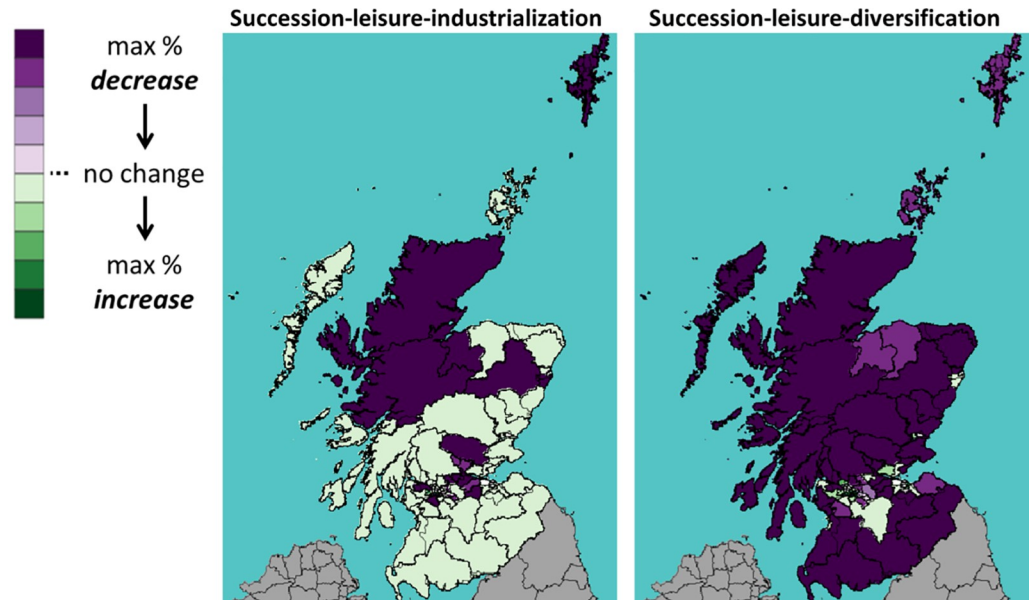 Succession-leisure-industrialization
Succession-leisure-diversification
max %
decrease
... no change
max %
increase